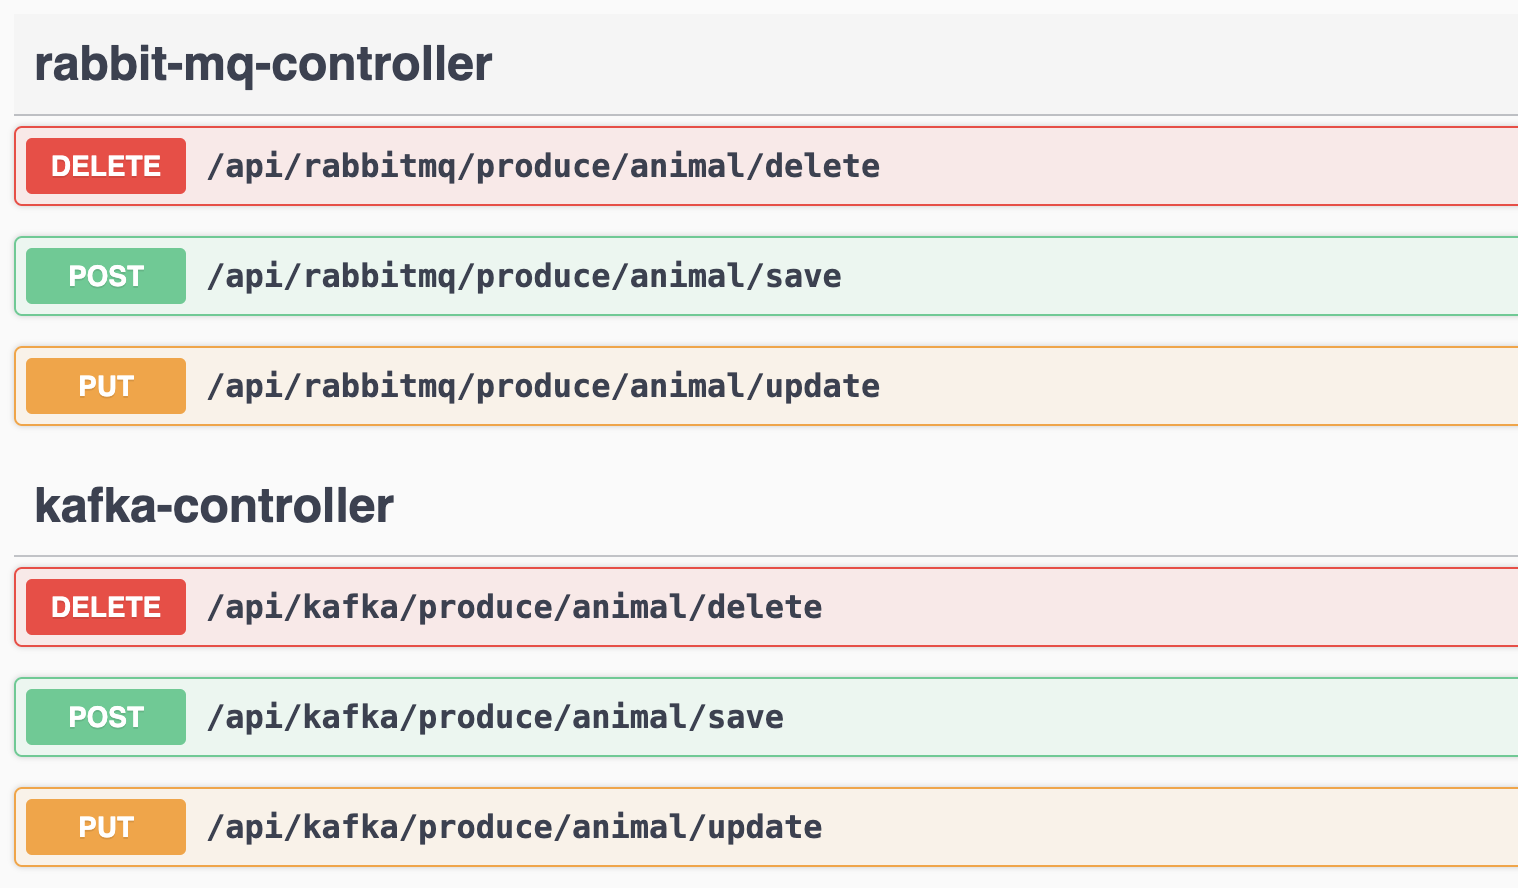 rabbit-mq-controller
DELETE /api/rabbitmq/produce/animal/delete
POST /api/rabbitmq/produce/animal/save
PUT /api/rabbitmq/produce/animal/update
kafka-controller
DELETE /api/kafka/produce/animal/delete
POST /api/kafka/produce/animal/save
PUT /api/kafka/produce/animal/update